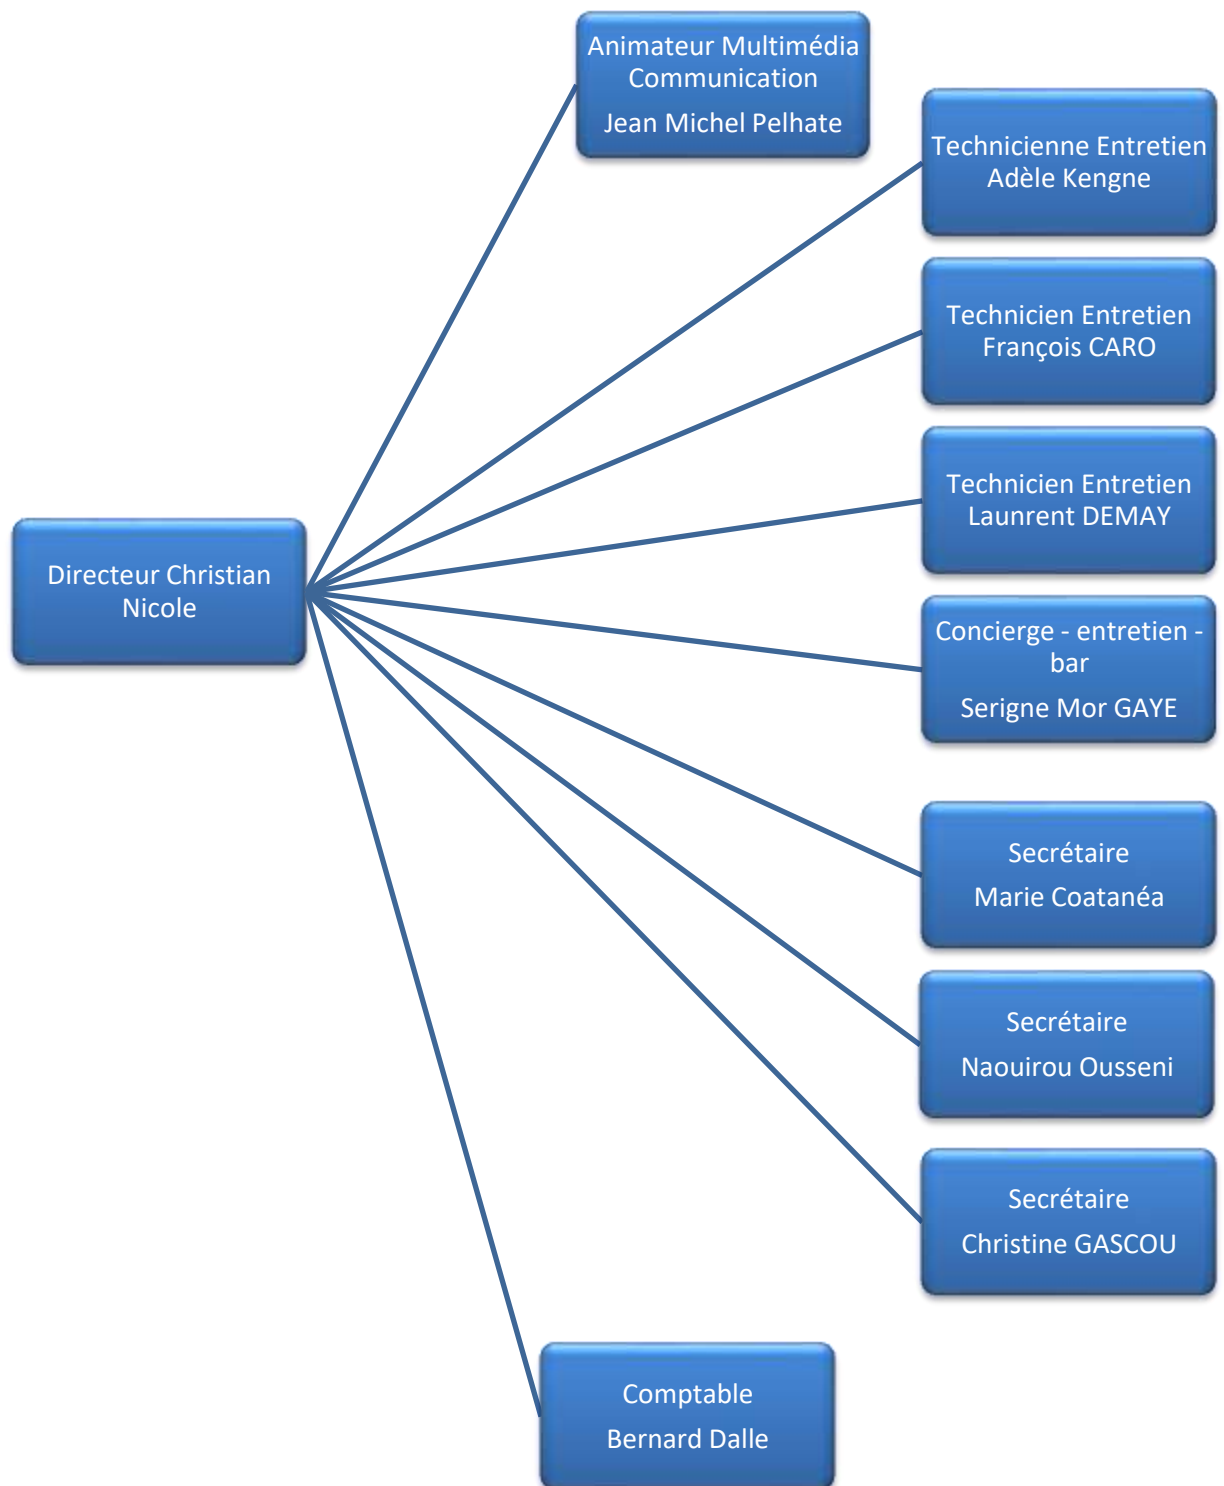 Animateur Multimédia
Communication
Jean Michel Pelhate
Technicienne Entretien
Adèle Kengne
Technicien Entretien
François CARO
Technicien Entretien
Launrent DEMAY
Directeur Christian
Nicole
Concierge - entretien -
bar
Serigne Mor GAYE
Secrétaire
Marie Coatanéa
Secrétaire
Naouirou Ousseni
Secrétaire
Christine GASCOU
Comptable
Bernard Dalle